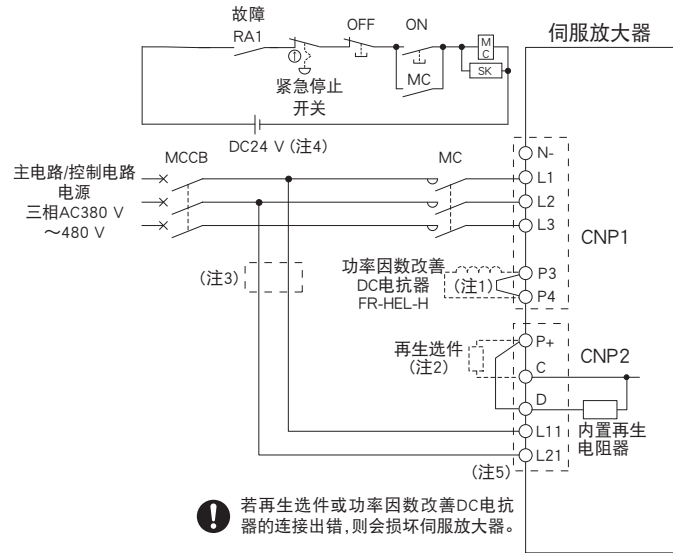 故障
RA1
OFF
ON
MC
SK
MC
紧急停止
开关
DC24 V (注4)
伺服放大器
主电路/控制电路
电源
三相AC380 V
～480 V
MCCB
MC
N-
L1
L2
L3
CNP1
(注3)
功率因数改善
DC电抗器
FR-HEL-H
(注1)
P3
P4
再生选件
(注2)
P+
C
D
CNP2
内置再生
电阻器
L11
L21
(注5)
若再生选件或功率因数改善DC电抗
器的连接出错,则会损坏伺服放大器。